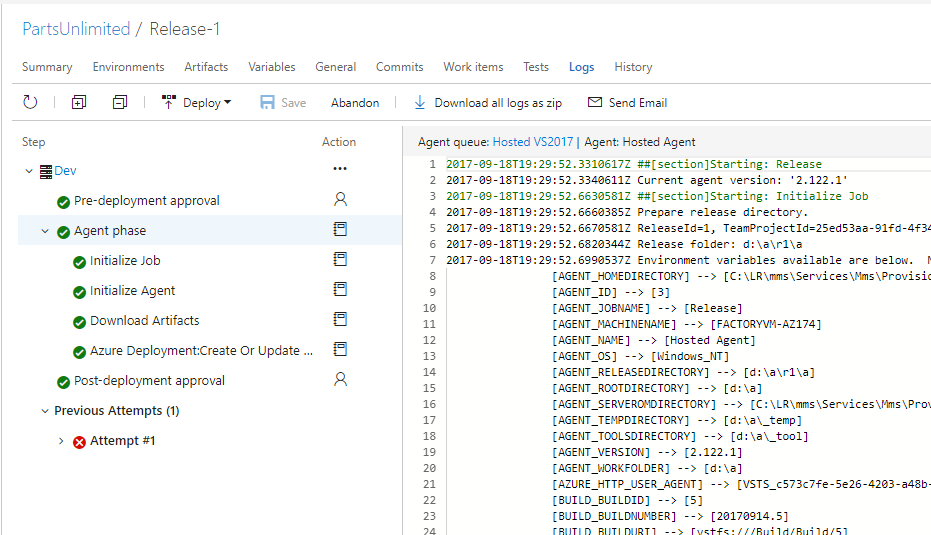 PartsUnlimited / Release-1
Summary Environments Artifacts Variables General Commits Work items Tests Logs History
Deploy Save Abandon Download all logs as zip Send Email
Step Action
Dev
Pre-deployment approval
Agent phase
Initialize Job
Initialize Agent
Download Artifacts
Azure Deployment:Create Or Update ...
Post-deployment approval
Previous Attempts (1)
Attempt #1
Agent queue: Hosted VS2017 | Agent: Hosted Agent
1 2017-09-18T19:29:52.3310617Z ##[section]Starting: Release
2 2017-09-18T19:29:52.3340611Z Current agent version: '2.122.1'
3 2017-09-18T19:29:52.6630581Z ##[section]Starting: Initialize Job
4 2017-09-18T19:29:52.6660385Z Prepare release directory.
5 2017-09-18T19:29:52.6670581Z ReleaseId=1, TeamProjectId=25ed53aa-91fd-4f34
6 2017-09-18T19:29:52.6820344Z Release folder: d:\a\r1\a
7 2017-09-18T19:29:52.6990537Z Environment variables available are below.
8 [AGENT_HOMEDIRECTORY] --> [C:\LR\mms\Services\Mms\Provisio
9 [AGENT_ID] --> [3]
10 [AGENT_JOBNAME] --> [Release]
11 [AGENT_MACHINENAME] --> [FACTORYVM-AZ174]
12 [AGENT_NAME] --> [Hosted Agent]
13 [AGENT_OS] --> [Windows_NT]
14 [AGENT_RELEASEDIRECTORY] --> [d:\a\r1\a]
15 [AGENT_ROOTDIRECTORY] --> [d:\a]
16 [AGENT_SERVEROMDIRECTORY] --> [C:\LR\mms\Services\Mms\Prov
17 [AGENT_TEMPDIRECTORY] --> [d:\a\_temp]
18 [AGENT_TOOLSDIRECTORY] --> [d:\a\_tool]
19 [AGENT_VERSION] --> [2.122.1]
20 [AGENT_WORKFOLDER] --> [d:\a]
21 [AZURE_HTTP_USER_AGENT] --> [VSTS_c573c7fe-5e26-4203-a48b-
22 [BUILD_BUILDID] --> [5]
23 [BUILD_BUILDNUMBER] --> [20170914.5]
24 [BUILD_BUILDURI] --> [vstfs:///Build/Build/5]